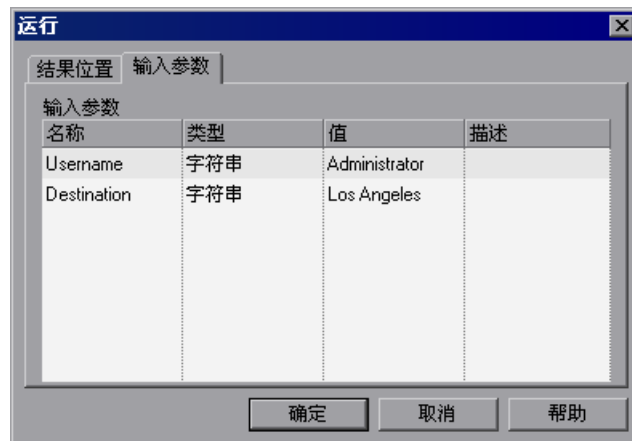 运行
结果位置 输入参数
输入参数
名称 类型 值 描述
Username 字符串 Administrator
Destination 字符串 Los Angeles
确定 取消 帮助